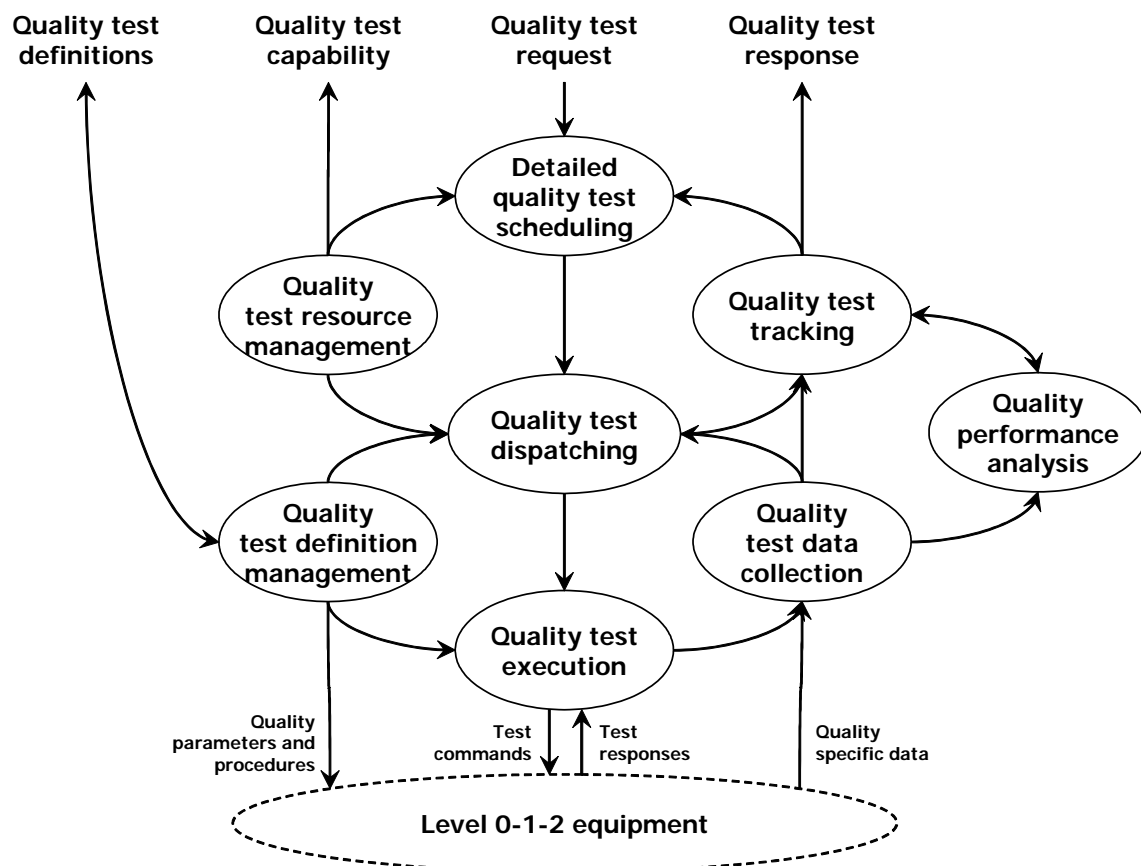 Quality test
definitions
Quality test
capability
Quality test
request
Quality test
response
Detailed
quality test
scheduling
Quality
test resource
management
Quality test
tracking
Quality test
dispatching
Quality
performance
analysis
Quality
test definition
management
Quality
test data
collection
Quality test
execution
Quality
parameters and
procedures
Test
commands
Test
responses
Quality
specific data
Level 0-1-2 equipment